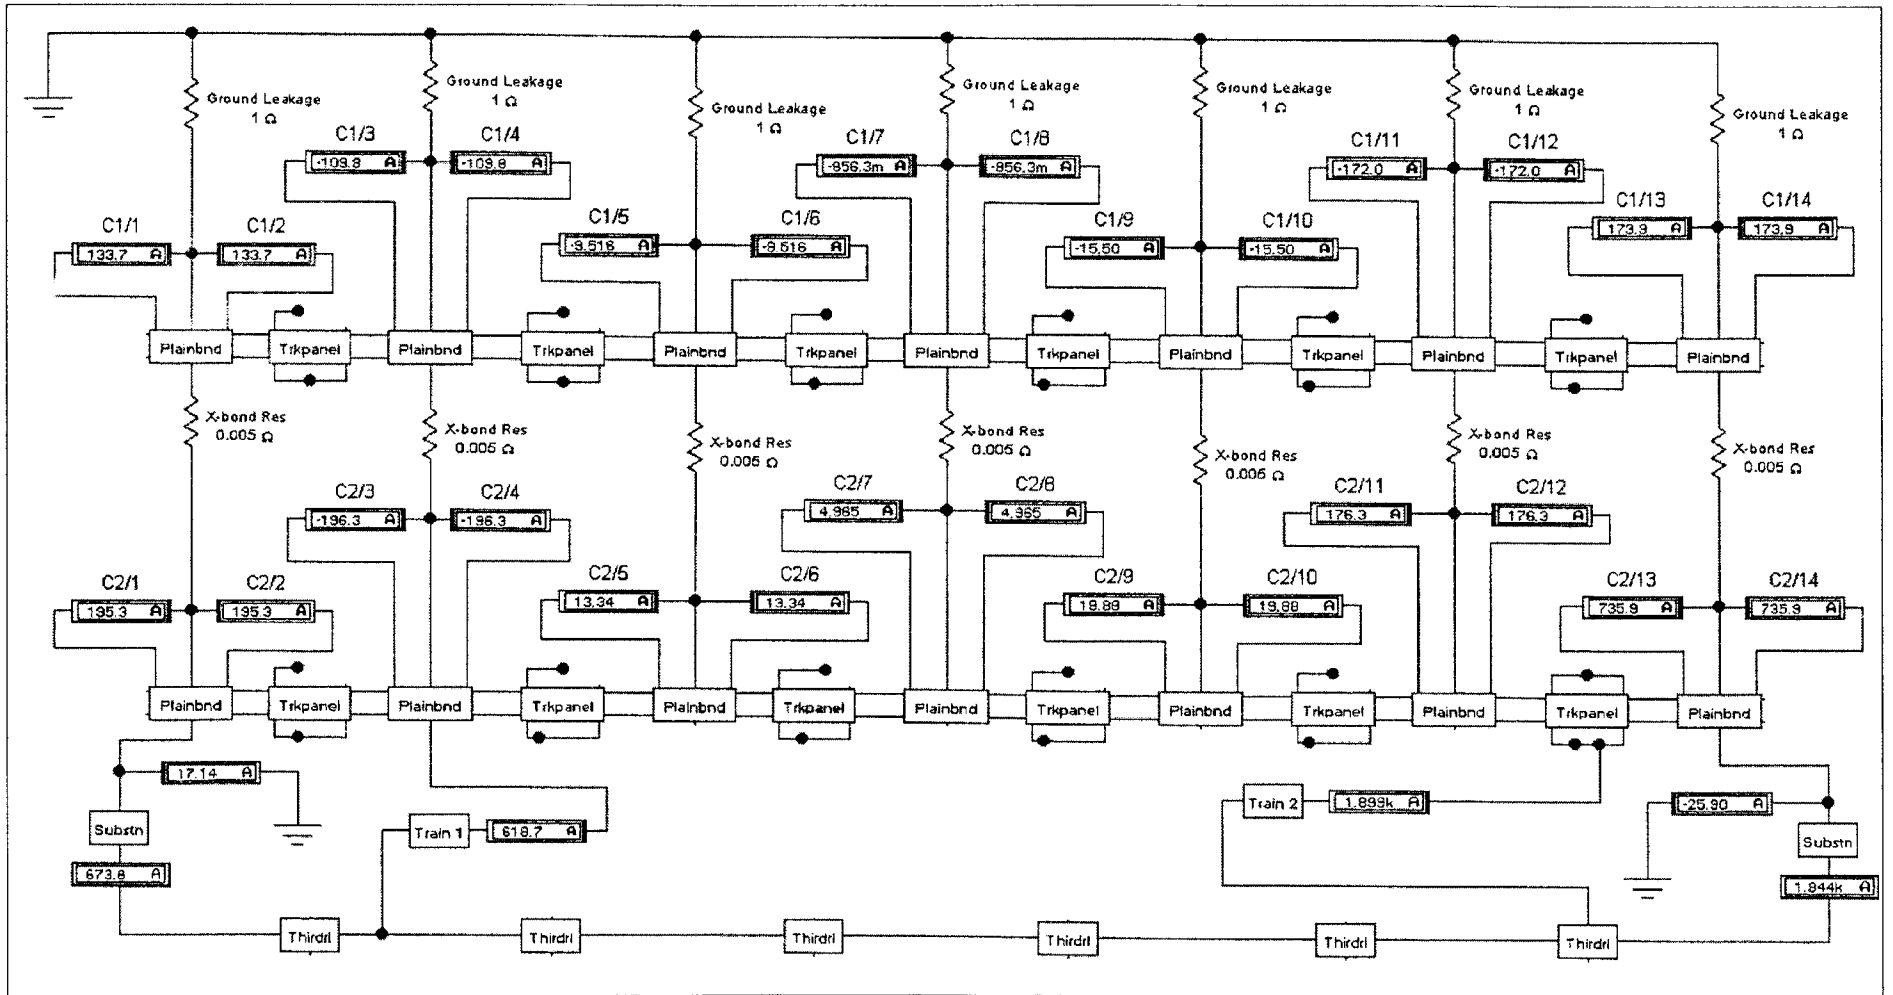 Ground Leakage
1 Ω
Ground Leakage
1 Ω
Ground Leakage
1 Ω
Ground Leakage
1 Ω
Ground Leakage
1 Ω
Ground Leakage
1 Ω
Ground Leakage
1 Ω
C1/3
-109.8 A
C1/4
-109.8 A
C1/7
-856.3m A
C1/8
-856.3m A
C1/11
-172.0 A
C1/12
-172.0 A
C1/1
133.7 A
C1/2
133.7 A
C1/5
-9.516 A
C1/6
-9.516 A
C1/9
-15.50 A
C1/10
-15.50 A
C1/13
173.9 A
C1/14
173.9 A
Plainbnd
Trkpanel
Plainbnd
Trkpanel
Plainbnd
Trkpanel
Plainbnd
Trkpanel
Plainbnd
Trkpanel
Plainbnd
Trkpanel
Plainbnd
X-bond Res
0.005 Ω
X-bond Res
0.005 Ω
X-bond Res
0.005 Ω
X-bond Res
0.005 Ω
X-bond Res
0.005 Ω
X-bond Res
0.005 Ω
X-bond Res
0.005 Ω
C2/3
-196.3 A
C2/4
-196.3 A
C2/7
4.965 A
C2/8
4.965 A
C2/11
176.3 A
C2/12
176.3 A
C2/1
195.3 A
C2/2
195.3 A
C2/5
13.34 A
C2/6
13.34 A
C2/9
19.88 A
C2/10
19.88 A
C2/13
735.9 A
C2/14
735.9 A
Plainbnd
Trkpanel
Plainbnd
Trkpanel
Plainbnd
Trkpanel
Plainbnd
Trkpanel
Plainbnd
Trkpanel
Plainbnd
Trkpanel
Plainbnd
17.14 A
Substn
673.8 A
Train 1
618.7 A
Train 2
1.899k A
-25.90 A
Substn
1.844k A
Thirdrl
Thirdrl
Thirdrl
Thirdrl
Thirdrl
Thirdrl